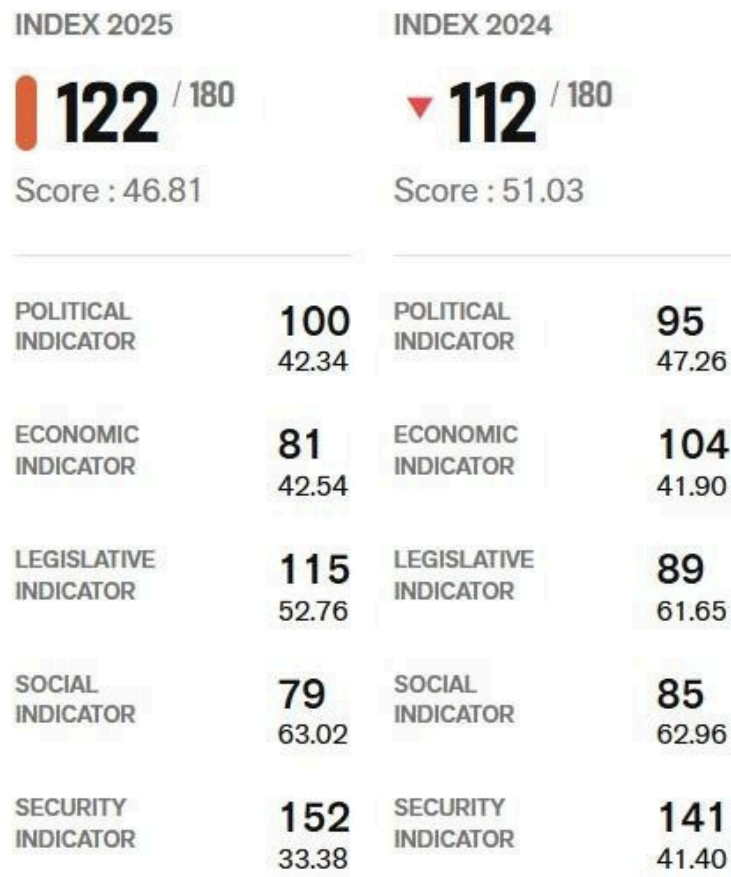 INDEX 2025
122 / 180
Score : 46.81
POLITICAL
INDICATOR
100
42.34
ECONOMIC
INDICATOR
81
42.54
LEGISLATIVE
INDICATOR
115
52.76
SOCIAL
INDICATOR
79
63.02
SECURITY
INDICATOR
152
33.38
INDEX 2024
112 / 180
Score : 51.03
POLITICAL
INDICATOR
95
47.26
ECONOMIC
INDICATOR
104
41.90
LEGISLATIVE
INDICATOR
89
61.65
SOCIAL
INDICATOR
85
62.96
SECURITY
INDICATOR
141
41.40